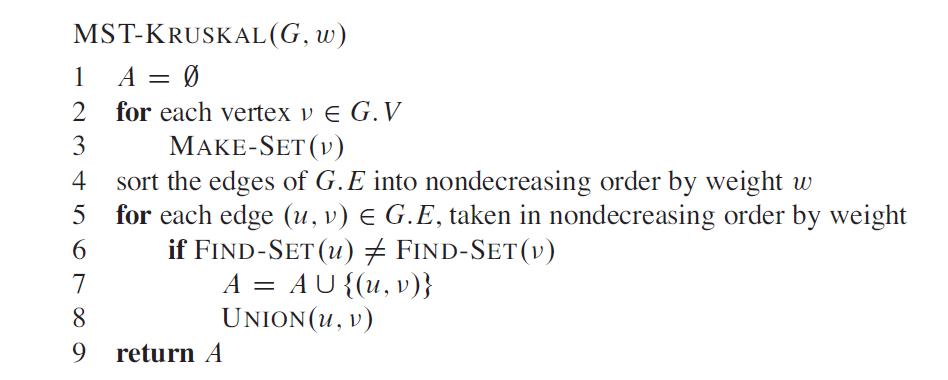 MST-KRUSKAL(G, w)
1 A = ∅
2 for each vertex v ∈ G.V
3 MAKE-SET(v)
4 sort the edges of G.E into nondecreasing order by weight w
5 for each edge (u, v) ∈ G.E, taken in nondecreasing order by weight
6 if FIND-SET(u) ≠ FIND-SET(v)
7 A = A ∪ {(u, v)}
8 UNION(u, v)
9 return A